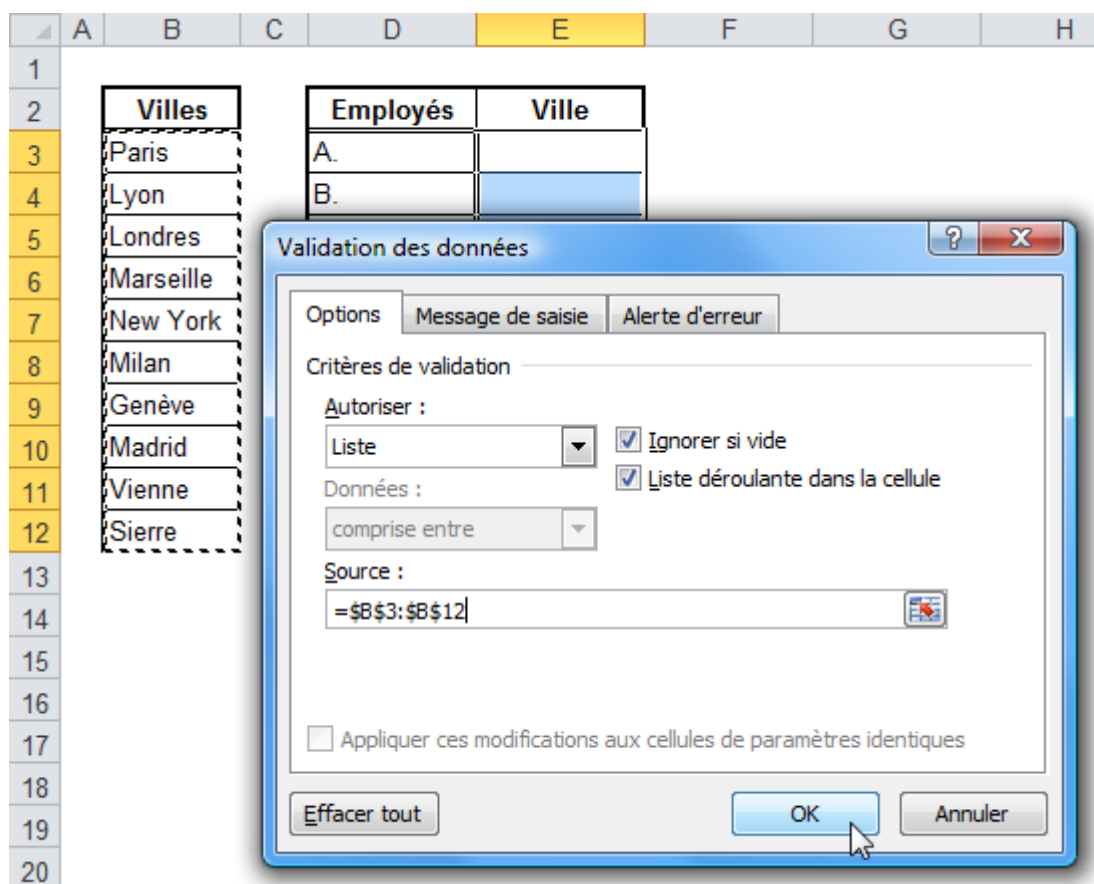 A B C D E F G H
1
2 Villes Employés Ville
3 Paris A.
4 Lyon B.
5 Londres
6 Marseille
7 New York
8 Milan
9 Genève
10 Madrid
11 Vienne
12 Sierre
13
14
15
16
17
18
19
20
Validation des données
Options Message de saisie Alerte d'erreur
Critères de validation
Autoriser :
Liste Ignorer si vide
Données : Liste déroulante dans la cellule
comprise entre
Source :
=$B$3:$B$12
Appliquer ces modifications aux cellules de paramètres identiques
Effacer tout OK Annuler